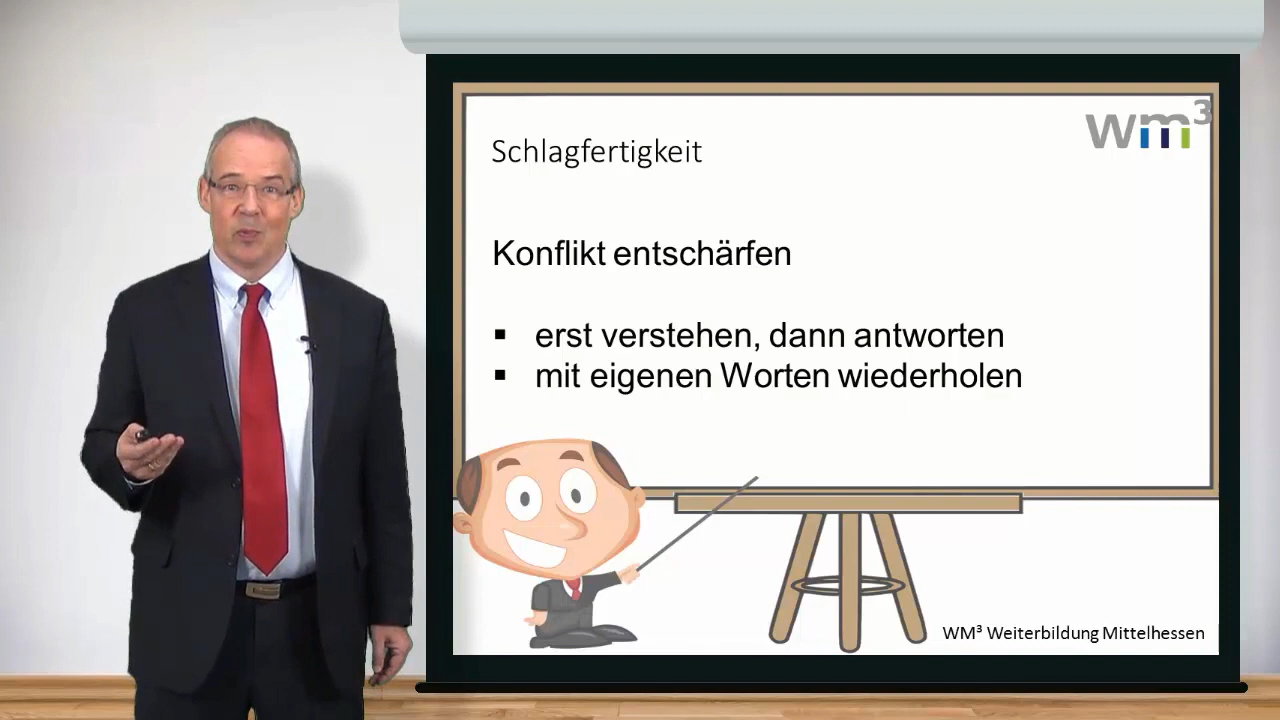 wm³
Schlagfertigkeit
Konflikt entschärfen
▪ erst verstehen, dann antworten
▪ mit eigenen Worten wiederholen
WM³ Weiterbildung Mittelhessen